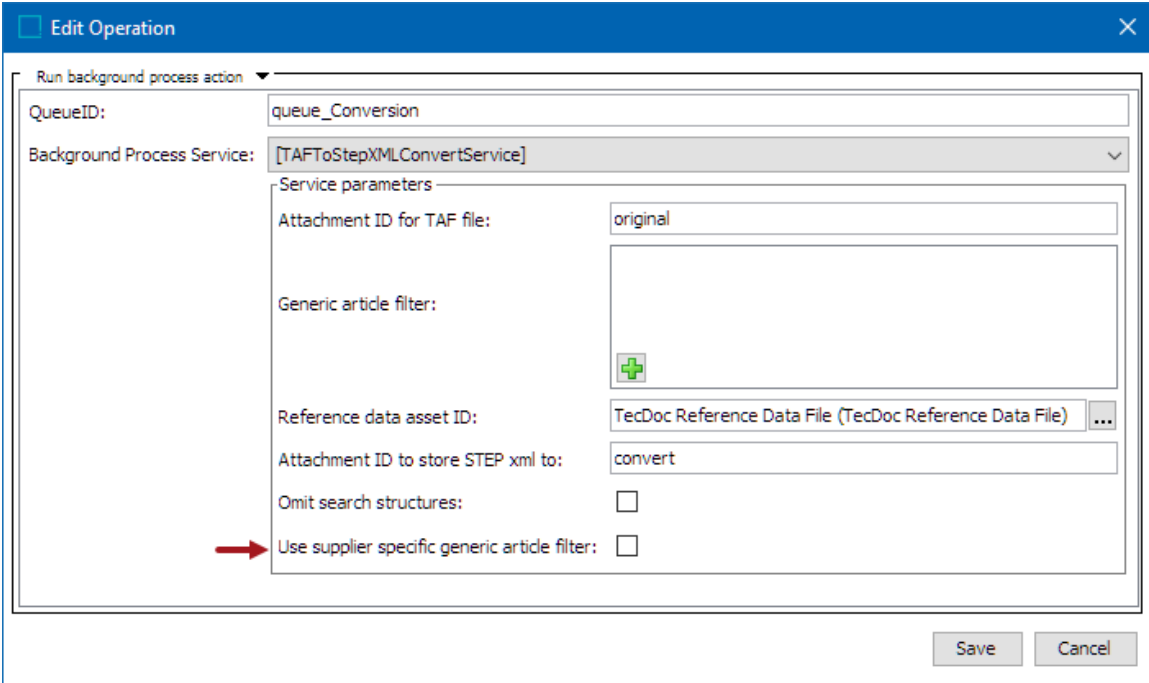 Edit Operation
Run background process action
QueueID: queue_Conversion
Background Process Service: [TAFToStepXMLConvertService]
Service parameters
Attachment ID for TAF file: original
Generic article filter:
Reference data asset ID: TecDoc Reference Data File (TecDoc Reference Data File) ...
Attachment ID to store STEP xml to: convert
Omit search structures:
Use supplier specific generic article filter:
Save Cancel